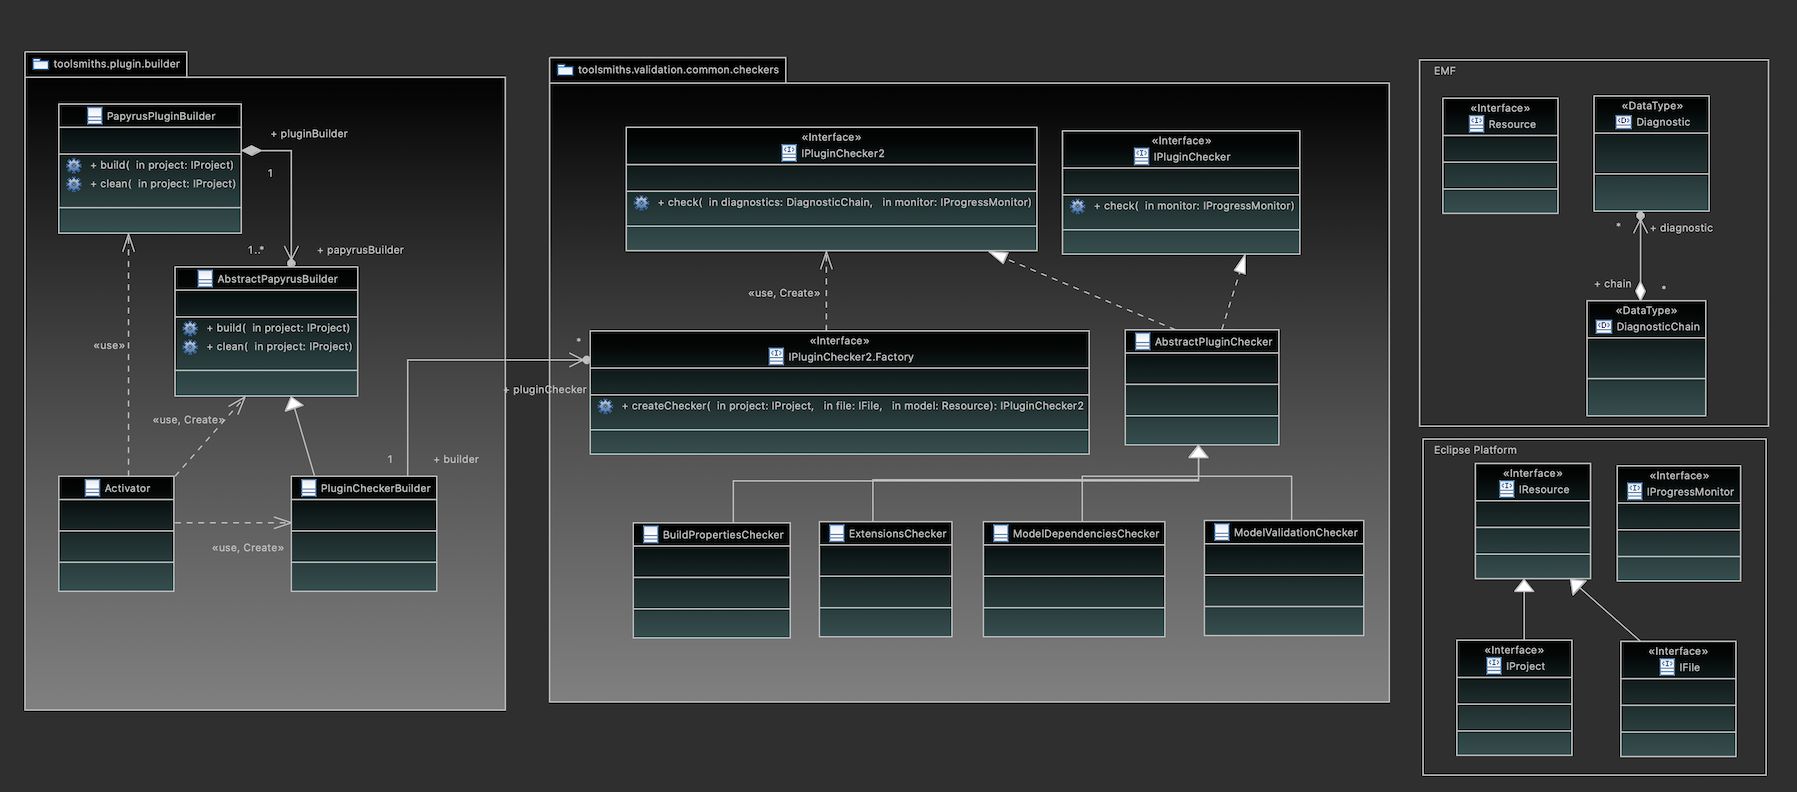 toolsmiths.plugin.builder
PapyrusPluginBuilder
+ build(  in project: IProject)
+ clean(  in project: IProject)
+ pluginBuilder
1
1..*
+ papyrusBuilder
AbstractPapyrusBuilder
+ build(  in project: IProject)
+ clean(  in project: IProject)
«use»
«use, Create»
1
+ builder
Activator
PluginCheckerBuilder
«use, Create»
toolsmiths.validation.common.checkers
«Interface»
IPluginChecker2
+ check(  in diagnostics: DiagnosticChain,   in monitor: IProgressMonitor)
«Interface»
IPluginChecker
+ check(  in monitor: IProgressMonitor)
«use, Create»
*
+ pluginChecker
«Interface»
IPluginChecker2.Factory
+ createChecker(  in project: IProject,   in file: IFile,   in model: Resource): IPluginChecker2
AbstractPluginChecker
BuildPropertiesChecker
ExtensionsChecker
ModelDependenciesChecker
ModelValidationChecker
EMF
«Interface»
Resource
«DataType»
Diagnostic
*
+ diagnostic
+ chain
*
«DataType»
DiagnosticChain
Eclipse Platform
«Interface»
IResource
«Interface»
IProgressMonitor
«Interface»
IProject
«Interface»
IFile